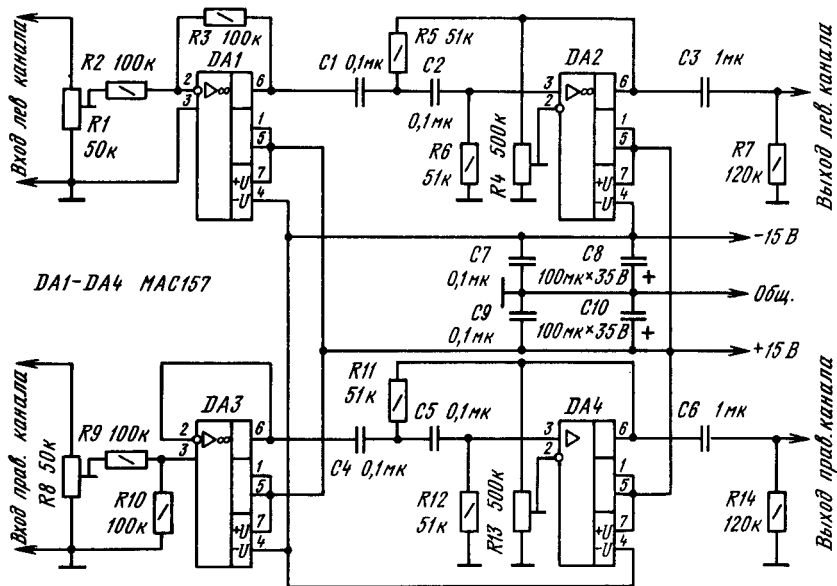 Вход лев. канала
R1
50к
R2 100к
R3 100к
DA1
2
3
6
1
5
+U
7
-U
4
C1 0,1мк
C2
0,1мк
R5 51к
R6
51к
R4 500к
DA2
3
2
6
1
5
+U
7
-U
4
C3 1мк
R7
120к
Выход лев. канала
DA1-DA4 МАС157
C7
0,1мк
C8
100мк×35В
+
C9
0,1мк
C10
100мк×35В
+
-15В
Общ.
+15В
Вход прав. канала
R8 50к
R9 100к
R10
100к
DA3
2
3
6
1
5
+U
7
-U
4
C4 0,1мк
R11
51к
C5 0,1мк
R12
51к
R13 500к
DA4
3
2
6
1
5
+U
7
-U
4
C6 1мк
R14
120к
Выход прав. канала